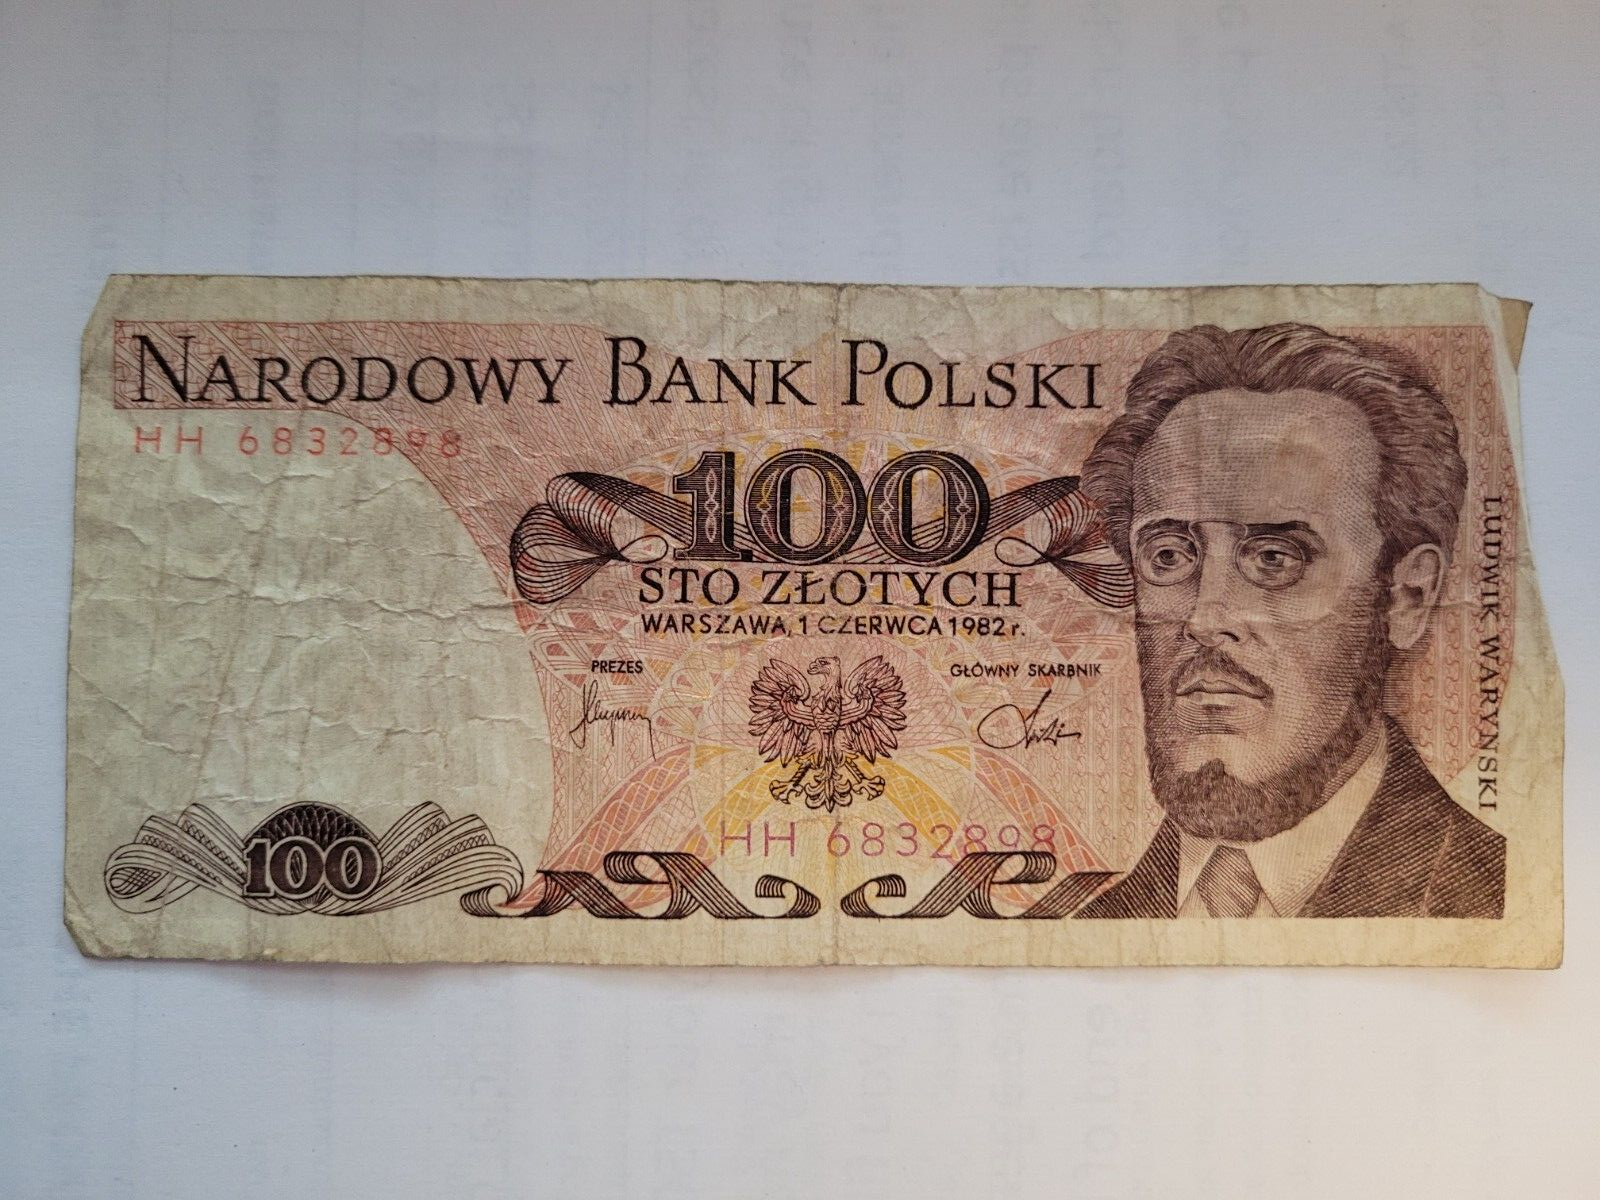 NARODOWY BANK POLSKI
HH 6832898
100
STO ZŁOTYCH
WARSZAWA, 1 CZERWCA 1982 r.
PREZES
GŁÓWNY SKARBNIK
HH 6832898
100
LUDWIK WARYŃSKI